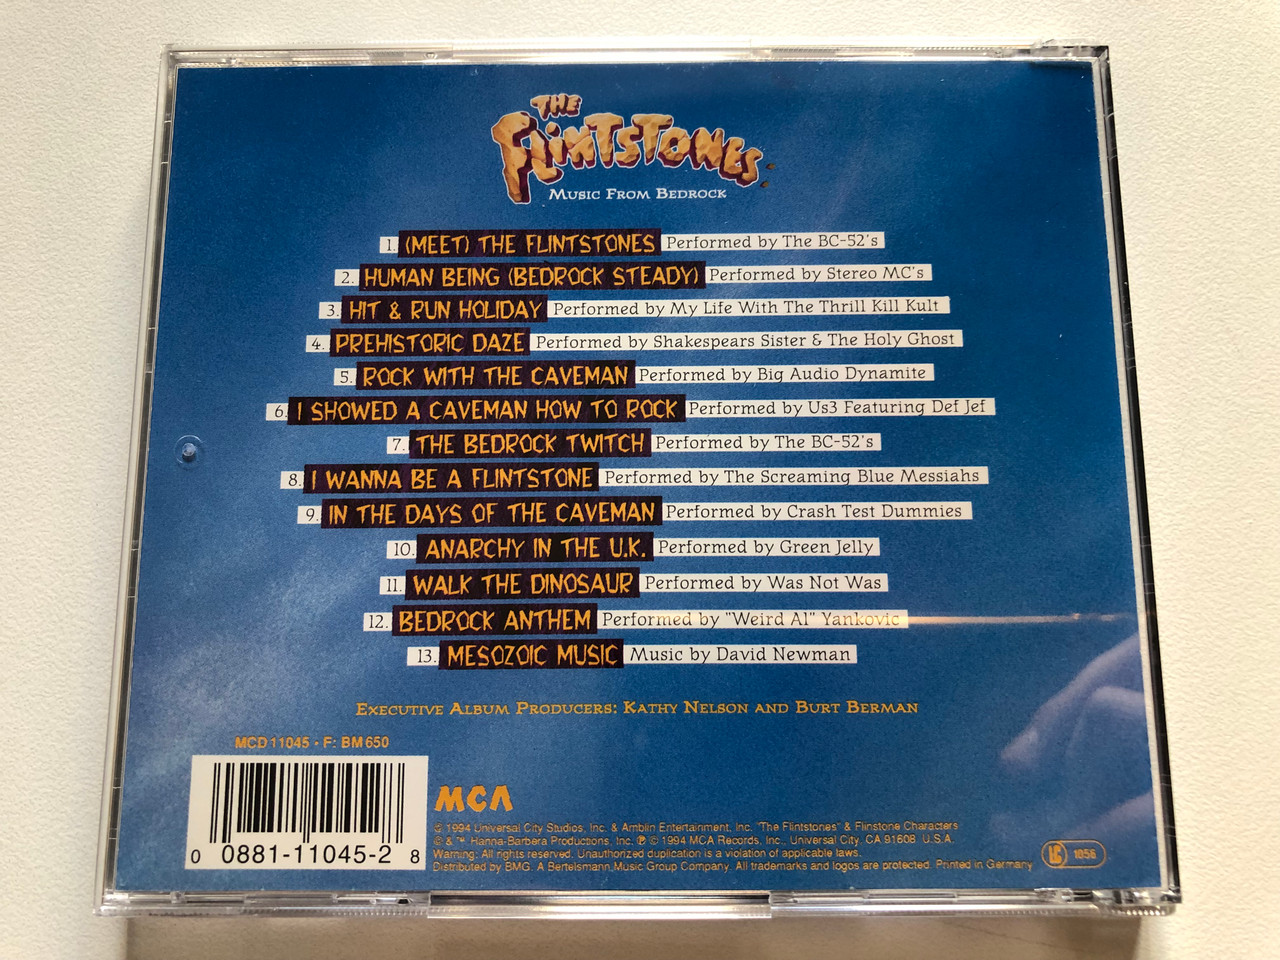 THE
FLINTSTONES
MUSIC FROM BEDROCK
1. (MEET) THE FLINTSTONES Performed by The BC-52's
2. HUMAN BEING (BEDROCK STEADY) Performed by Stereo MC's
3. HIT & RUN HOLIDAY Performed by My Life With The Thrill Kill Kult
4. PREHISTORIC DAZE Performed by Shakespears Sister & The Holy Ghost
5. ROCK WITH THE CAVEMAN Performed by Big Audio Dynamite
6. I SHOWED A CAVEMAN HOW TO ROCK Performed by Us3 Featuring Def Jef
7. THE BEDROCK TWITCH Performed by The BC-52's
8. I WANNA BE A FLINTSTONE Performed by The Screaming Blue Messiahs
9. IN THE DAYS OF THE CAVEMAN Performed by Crash Test Dummies
10. ANARCHY IN THE U.K. Performed by Green Jelly
11. WALK THE DINOSAUR Performed by Was Not Was
12. BEDROCK ANTHEM Performed by "Weird Al" Yankovic
13. MESOZOIC MUSIC Music by David Newman
EXECUTIVE ALBUM PRODUCERS: KATHY NELSON AND BURT BERMAN
MCD 11045 • F: BM 650
0 0881-11045-2 8
MCA
© 1994 Universal City Studios, Inc. & Amblin Entertainment, Inc. "The Flintstones" & Flinstone Characters
© & ™ Hanna-Barbera Productions, Inc. ℗ © 1994 MCA Records, Inc., Universal City, CA 91608 U.S.A.
Warning: All rights reserved. Unauthorized duplication is a violation of applicable laws.
Distributed by BMG. A Bertelsmann Music Group Company. All trademarks and logos are protected. Printed in Germany
LC 1056